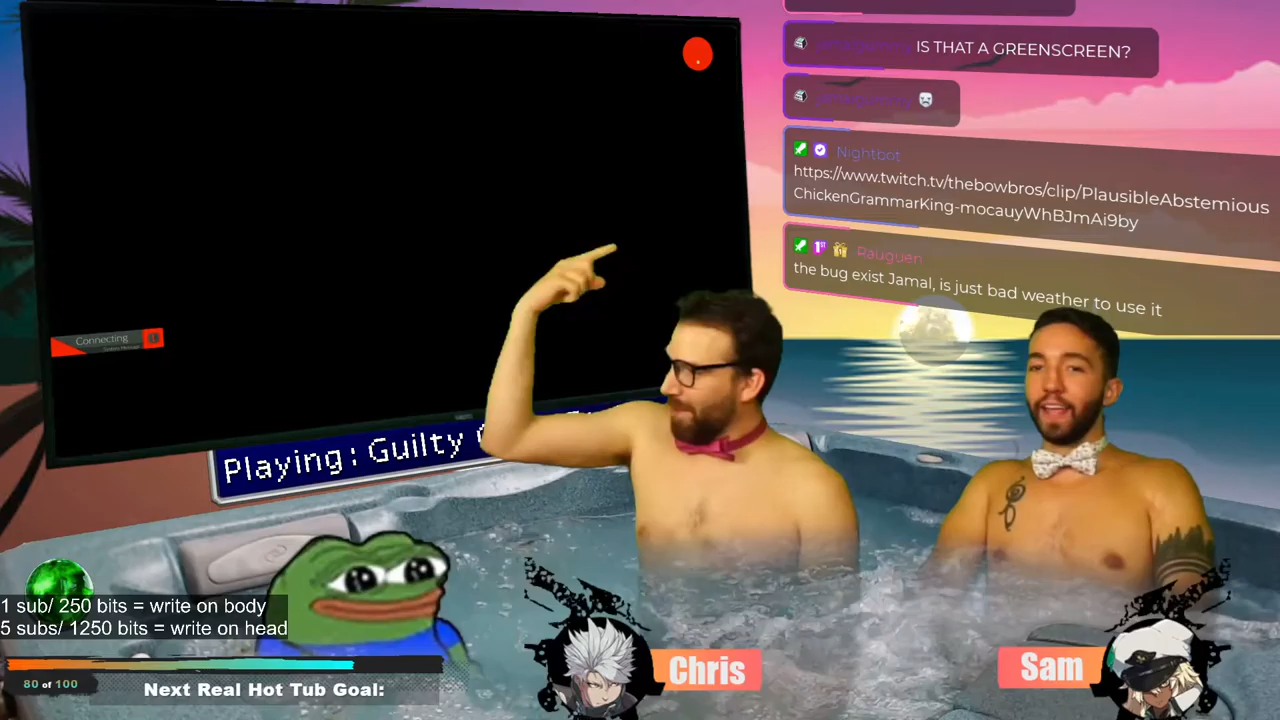 IS THAT A GREENSCREEN?
Nightbot
https://www.twitch.tv/thebowbros/clip/PlausibleAbstemious
ChickenGrammarKing-mocauyWhBJmAi9by
Rauguen
the bug exist Jamal, is just bad weather to use it
Connecting
Playing: Guilty
1 sub/ 250 bits = write on body
5 subs/ 1250 bits = write on head
80 of 100
Next Real Hot Tub Goal:
Chris
Sam